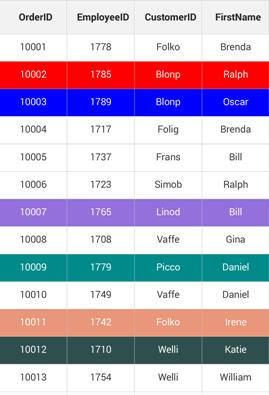 OrderID EmployeeID CustomerID FirstName
10001 1778 Folko Brenda
10002 1785 Blonp Ralph
10003 1789 Blonp Oscar
10004 1717 Folig Brenda
10005 1737 Frans Bill
10006 1723 Simob Ralph
10007 1765 Linod Bill
10008 1708 Vaffe Gina
10009 1779 Picco Daniel
10010 1749 Vaffe Daniel
10011 1742 Folko Irene
10012 1710 Welli Katie
10013 1754 Welli William